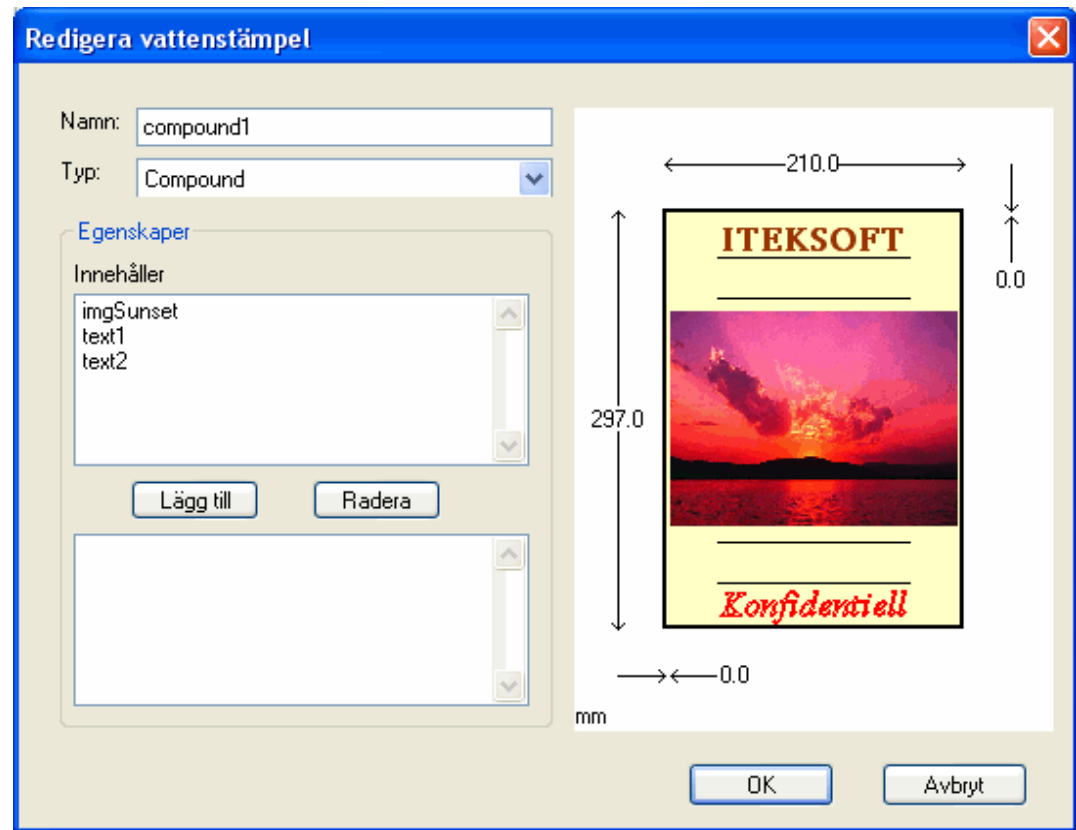 Redigera vattenstämpel
Namn: compound1
Typ: Compound
Egenskaper
Innehåller
imgSunset
text1
text2
Lägg till Radera
210.0
0.0
297.0
ITEKSOFT
Konfidentiell
0.0
mm
OK Avbryt